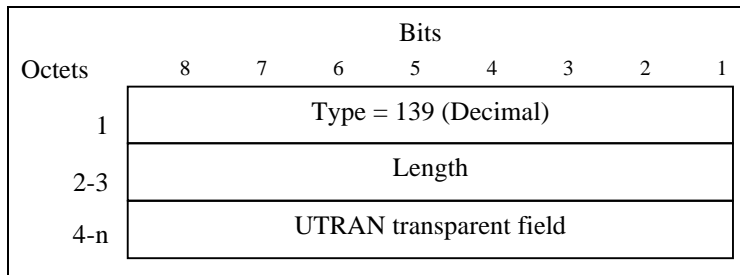 Bits
Octets 8 7 6 5 4 3 2 1
1 Type = 139 (Decimal)
2-3 Length
4-n UTRAN transparent field